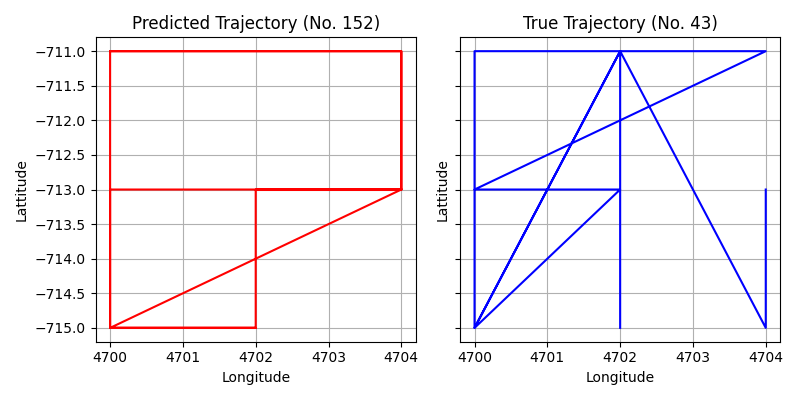 Predicted Trajectory (No. 152)
True Trajectory (No. 43)
−711.0
−711.5
−712.0
−712.5
−713.0
−713.5
−714.0
−714.5
−715.0
Lattitude
Lattitude
4700 4701 4702 4703 4704
4700 4701 4702 4703 4704
Longitude
Longitude